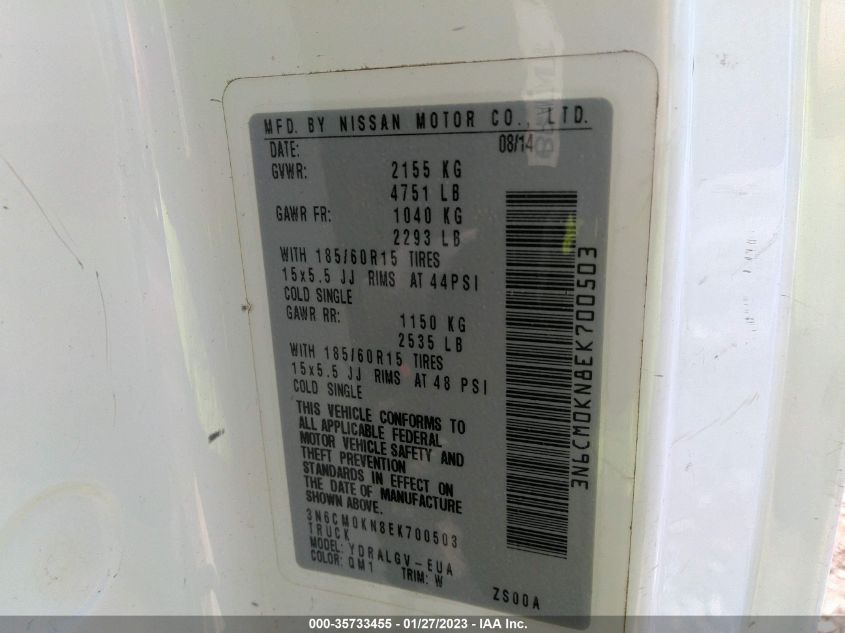 MFD. BY NISSAN MOTOR CO., LTD.
DATE: 08/14
GVWR: 2155 KG
4751 LB
GAWR FR: 1040 KG
2293 LB
WITH 185/60R15 TIRES
15x5.5 JJ RIMS AT 44PSI
COLD SINGLE
GAWR RR: 1150 KG
2535 LB
WITH 185/60R15 TIRES
15x5.5 JJ RIMS AT 48 PSI
COLD SINGLE
THIS VEHICLE CONFORMS TO
ALL APPLICABLE FEDERAL
MOTOR VEHICLE SAFETY AND
THEFT PREVENTION
STANDARDS IN EFFECT ON
THE DATE OF MANUFACTURE
SHOWN ABOVE.
3N6CM0KN8EK700503
TRUCK
MODEL: YDRALGV-EUA
COLOR: QM1 TRIM: W
ZS00A
3N6CM0KN8EK700503
000-35733455 / 01/27/2023 - IAA Inc.